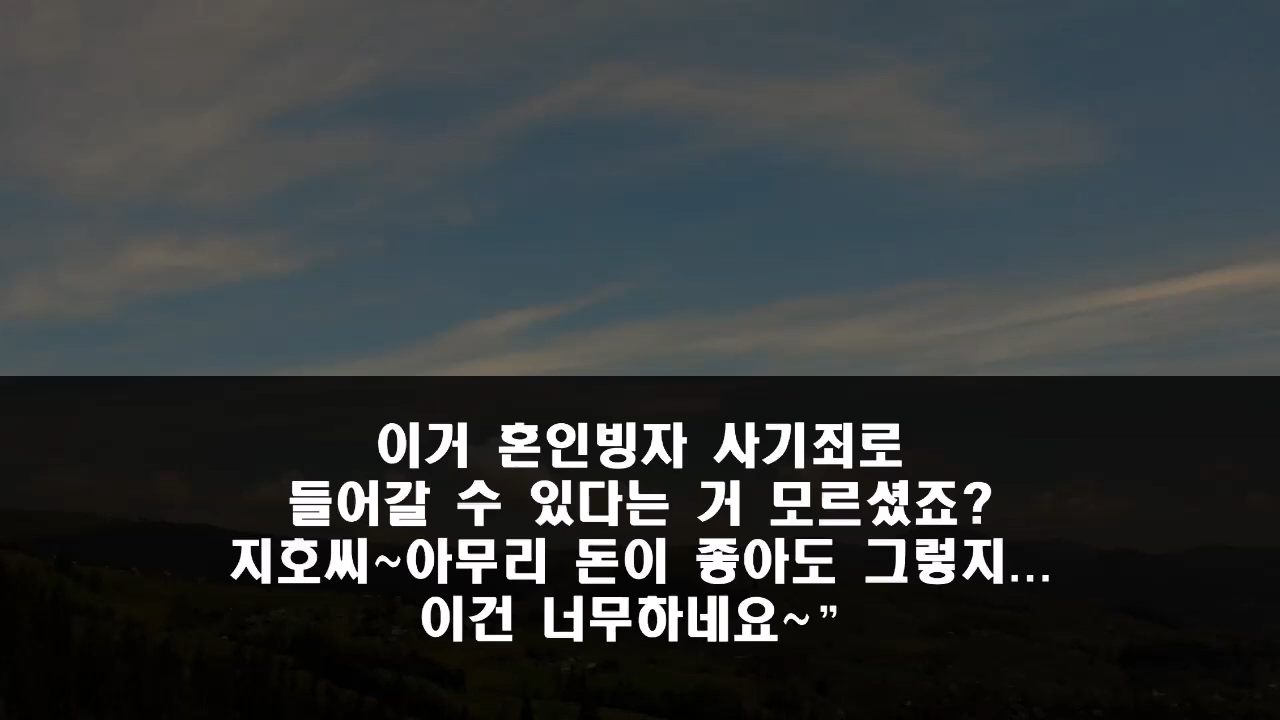 이거 혼인빙자 사기죄로
들어갈 수 있다는 거 모르셨죠?
지호씨~아무리 돈이 좋아도 그렇지...
이건 너무하네요~”